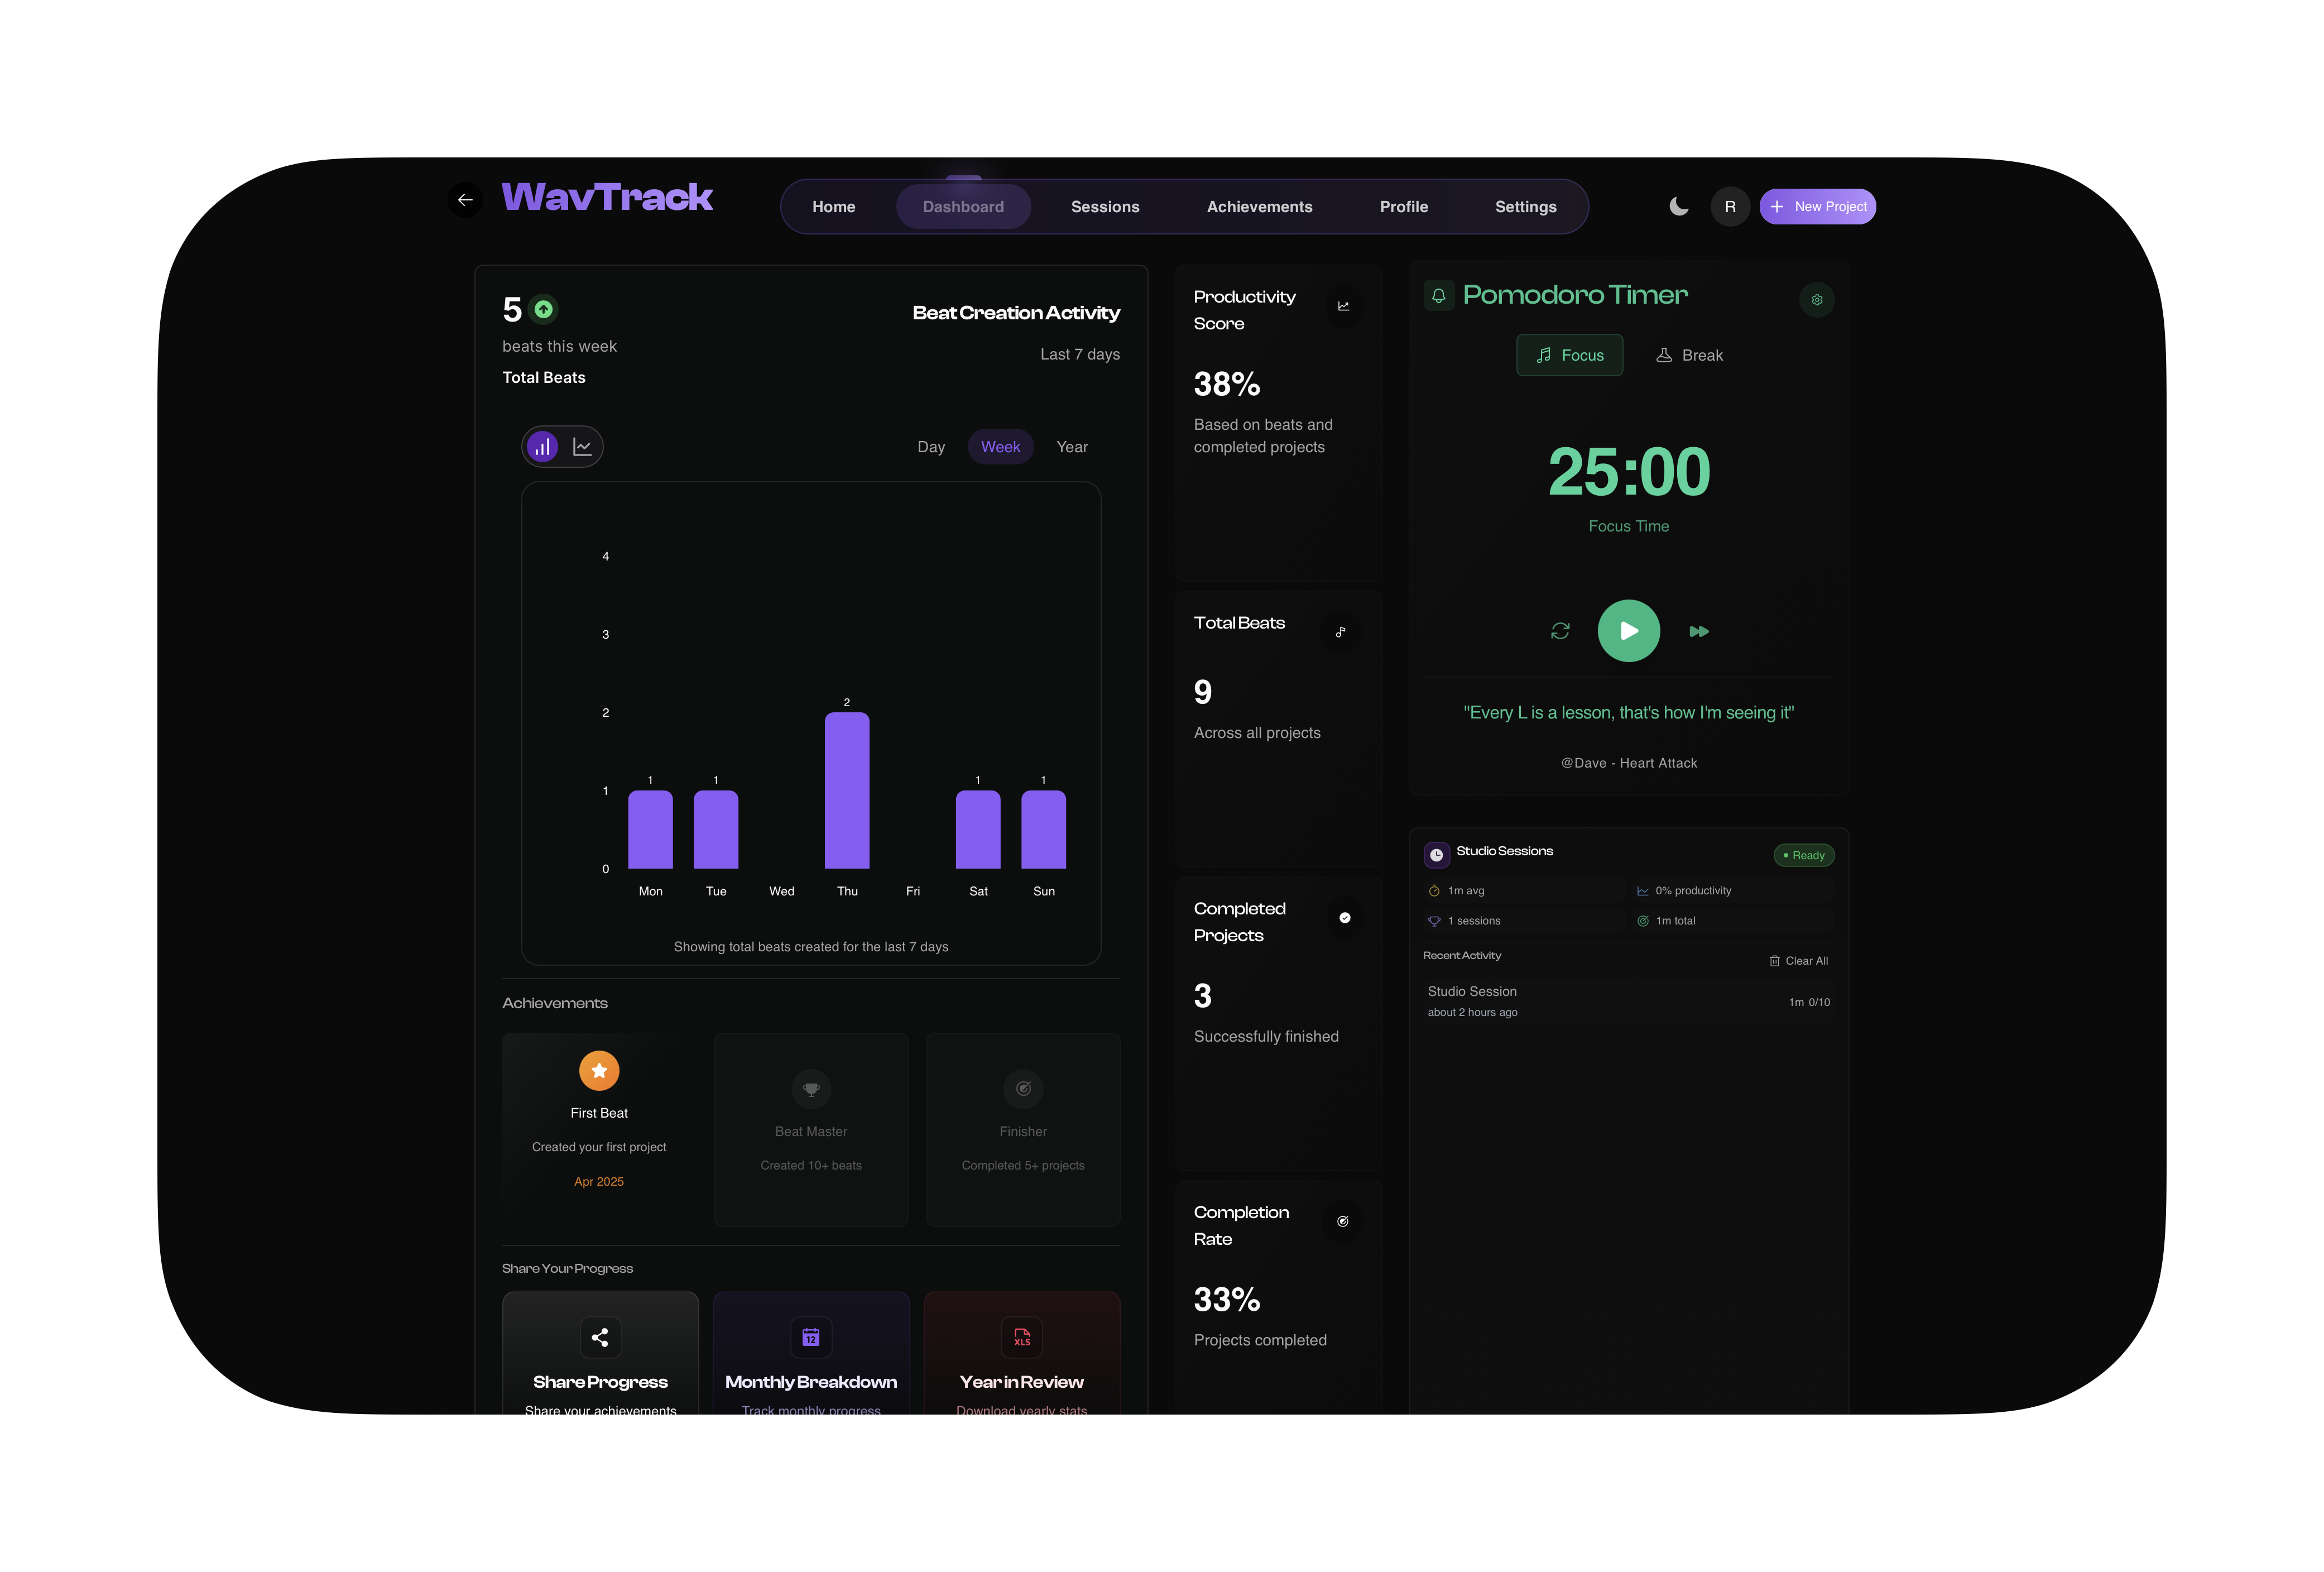 WavTrack
Home
Dashboard
Sessions
Achievements
Profile
Settings
R
New Project
5
beats this week
Total Beats
Beat Creation Activity
Last 7 days
Day
Week
Year
4
3
2
1
0
1
1
2
1
1
Mon
Tue
Wed
Thu
Fri
Sat
Sun
Showing total beats created for the last 7 days
Achievements
First Beat
Created your first project
Apr 2025
Beat Master
Created 10+ beats
Finisher
Completed 5+ projects
Share Your Progress
Share Progress
Share your achievements
12
Monthly Breakdown
Track monthly progress
XLS
Year in Review
Download yearly stats
Productivity
Score
38%
Based on beats and
completed projects
Total Beats
9
Across all projects
Completed
Projects
3
Successfully finished
Completion
Rate
33%
Projects completed
Pomodoro Timer
Focus
Break
25:00
Focus Time
"Every L is a lesson, that's how I'm seeing it"
@Dave - Heart Attack
Studio Sessions
Ready
1m avg
0% productivity
1 sessions
1m total
Recent Activity
Clear All
Studio Session
about 2 hours ago
1m 0/10